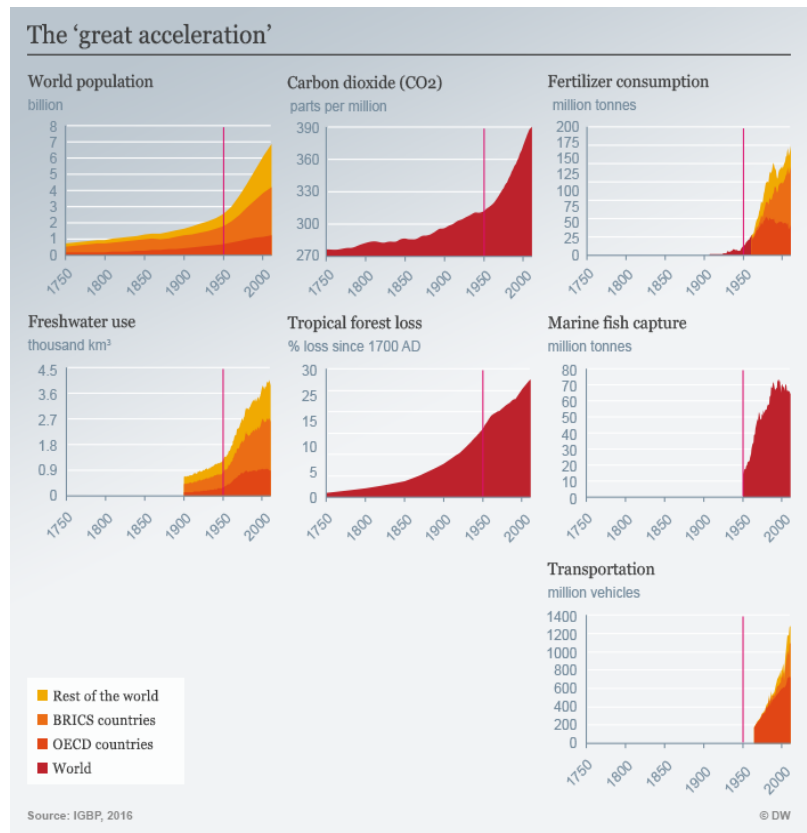 The ‘great acceleration’
World population
billion
8
7
6
5
4
3
2
1
0
1750 1800 1850 1900 1950 2000
Carbon dioxide (CO2)
parts per million
390
360
330
300
270
1750 1800 1850 1900 1950 2000
Fertilizer consumption
million tonnes
200
175
150
125
100
75
50
25
0
1750 1800 1850 1900 1950 2000
Freshwater use
thousand km³
4.5
3.6
2.7
1.8
0.9
0
1750 1800 1850 1900 1950 2000
Tropical forest loss
% loss since 1700 AD
30
25
15
10
5
0
1750 1800 1850 1900 1950 2000
Marine fish capture
million tonnes
80
70
60
50
40
30
20
10
0
1750 1800 1850 1900 1950 2000
Transportation
million vehicles
1400
1200
1000
800
600
400
200
0
1750 1800 1850 1900 1950 2000
Rest of the world
BRICS countries
OECD countries
World
Source: IGBP, 2016
© DW